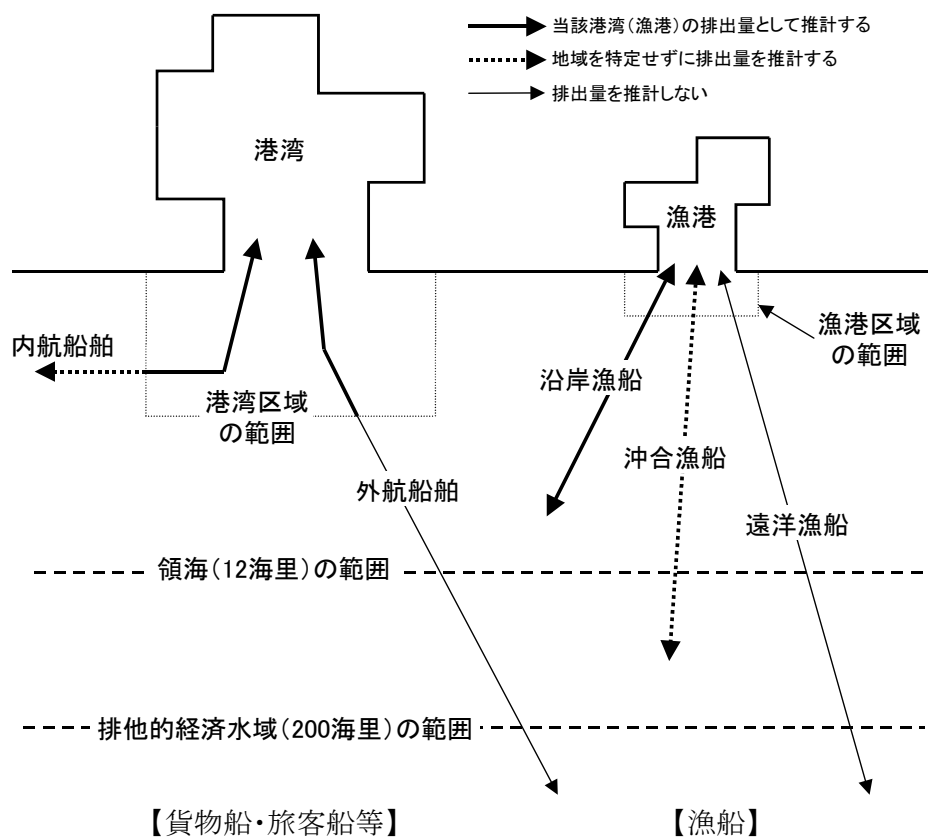 当該港湾(漁港)の排出量として推計する
地域を特定せずに排出量を推計する
排出量を推計しない
港湾
漁港
内航船舶
港湾区域
の範囲
漁港区域
の範囲
沿岸漁船
沖合漁船
外航船舶
遠洋漁船
領海(12海里)の範囲
排他的経済水域(200海里)の範囲
【貨物船・旅客船等】
【漁船】